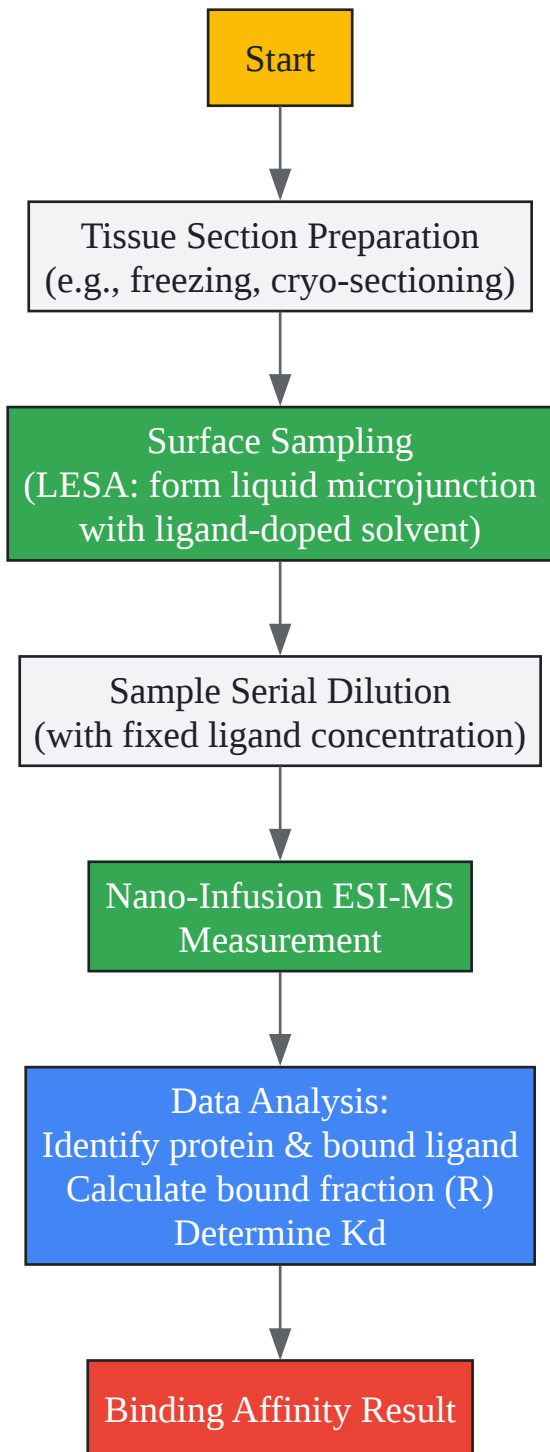 Start
Tissue Section Preparation
(e.g., freezing, cryo-sectioning)
Surface Sampling
(LESA: form liquid microjunction
with ligand-doped solvent)
Sample Serial Dilution
(with fixed ligand concentration)
Nano-Infusion ESI-MS
Measurement
Data Analysis:
Identify protein & bound ligand
Calculate bound fraction (R)
Determine Kd
Binding Affinity Result